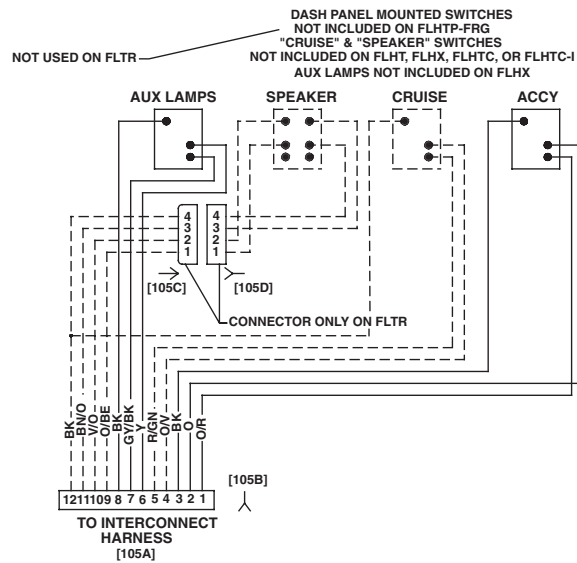 DASH PANEL MOUNTED SWITCHES
NOT INCLUDED ON FLHTP-FRG
"CRUISE" & "SPEAKER" SWITCHES
NOT USED ON FLTR
NOT INCLUDED ON FLHT, FLHX, FLHTC, OR FLHTC-I
AUX LAMPS NOT INCLUDED ON FLHX
AUX LAMPS SPEAKER CRUISE ACCY
4 4
3 3
2 2
1 1
[105C] [105D]
CONNECTOR ONLY ON FLTR
BK BN/O V/O O/BE BK GY/BK Y R/GN O/V BK O O/R
12 11 10 9 8 7 6 5 4 3 2 1
[105B]
TO INTERCONNECT
HARNESS
[105A]